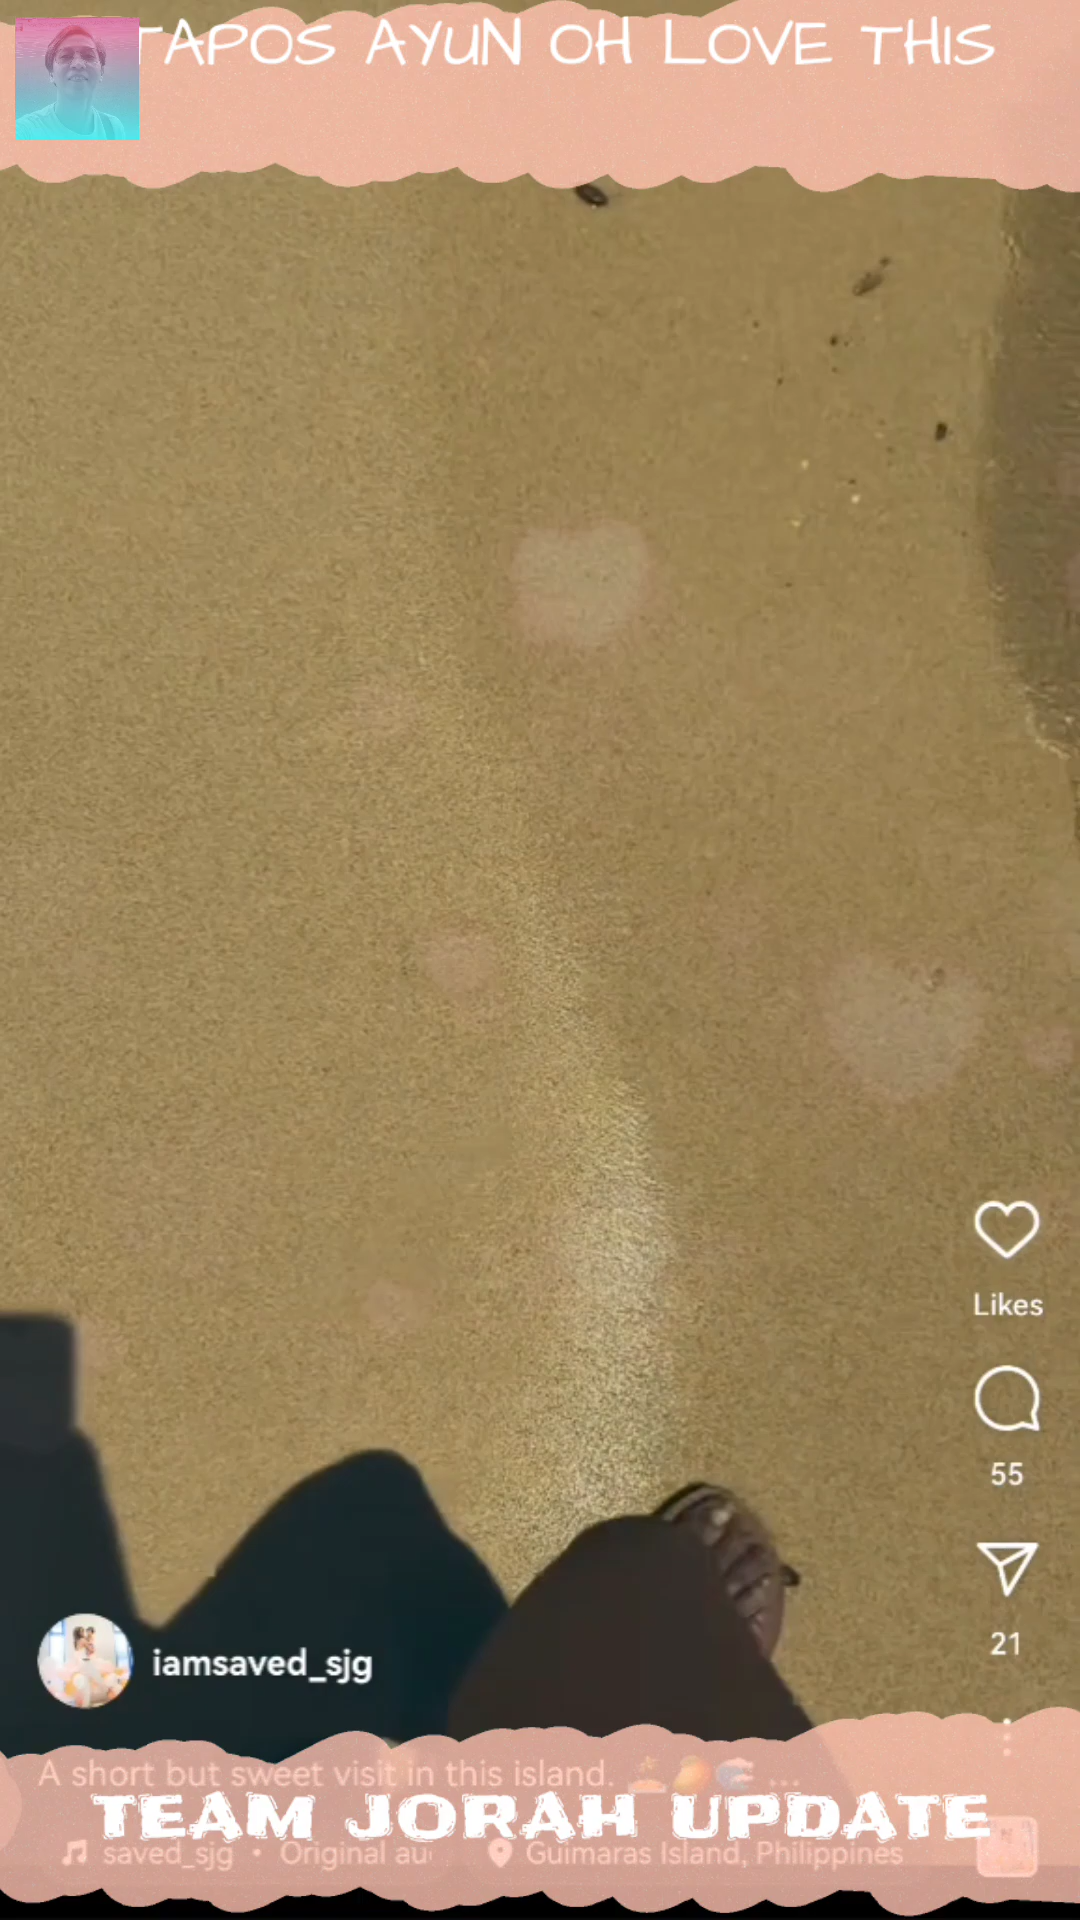 TAPOS AYUN OH LOVE THIS
Likes
55
21
iamsaved_sjg
A short but sweet visit in this island. 🏝️🥭🌊 ...
TEAM JORAH UPDATE
saved_sjg • Original au
Guimaras Island, Philippines